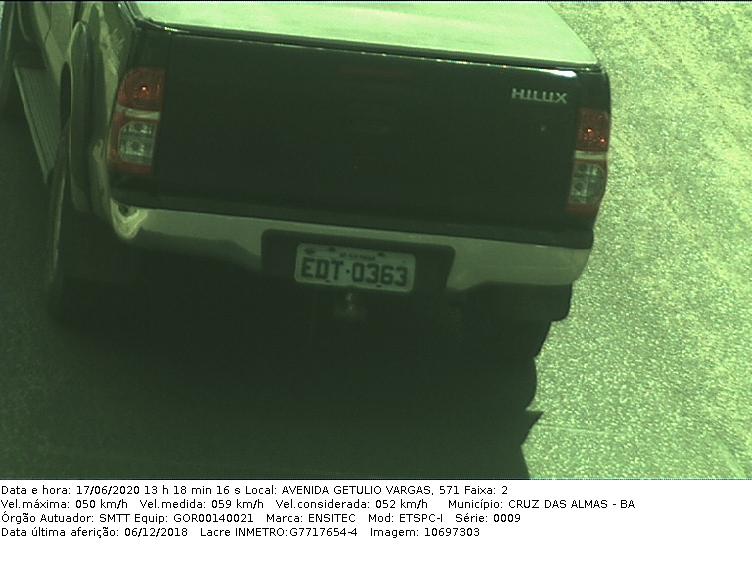 HILUX
EDT-0363
Data e hora: 17/06/2020 13 h 18 min 16 s Local: AVENIDA GETULIO VARGAS, 571 Faixa: 2
Vel.máxima: 050 km/h Vel.medida: 059 km/h Vel.considerada: 052 km/h Município: CRUZ DAS ALMAS - BA
Órgão Autuador: SMTT Equip: GOR00140021 Marca: ENSITEC Mod: ETSPC-I Série: 0009
Data última aferição: 06/12/2018 Lacre INMETRO:G7717654-4 Imagem: 10697303